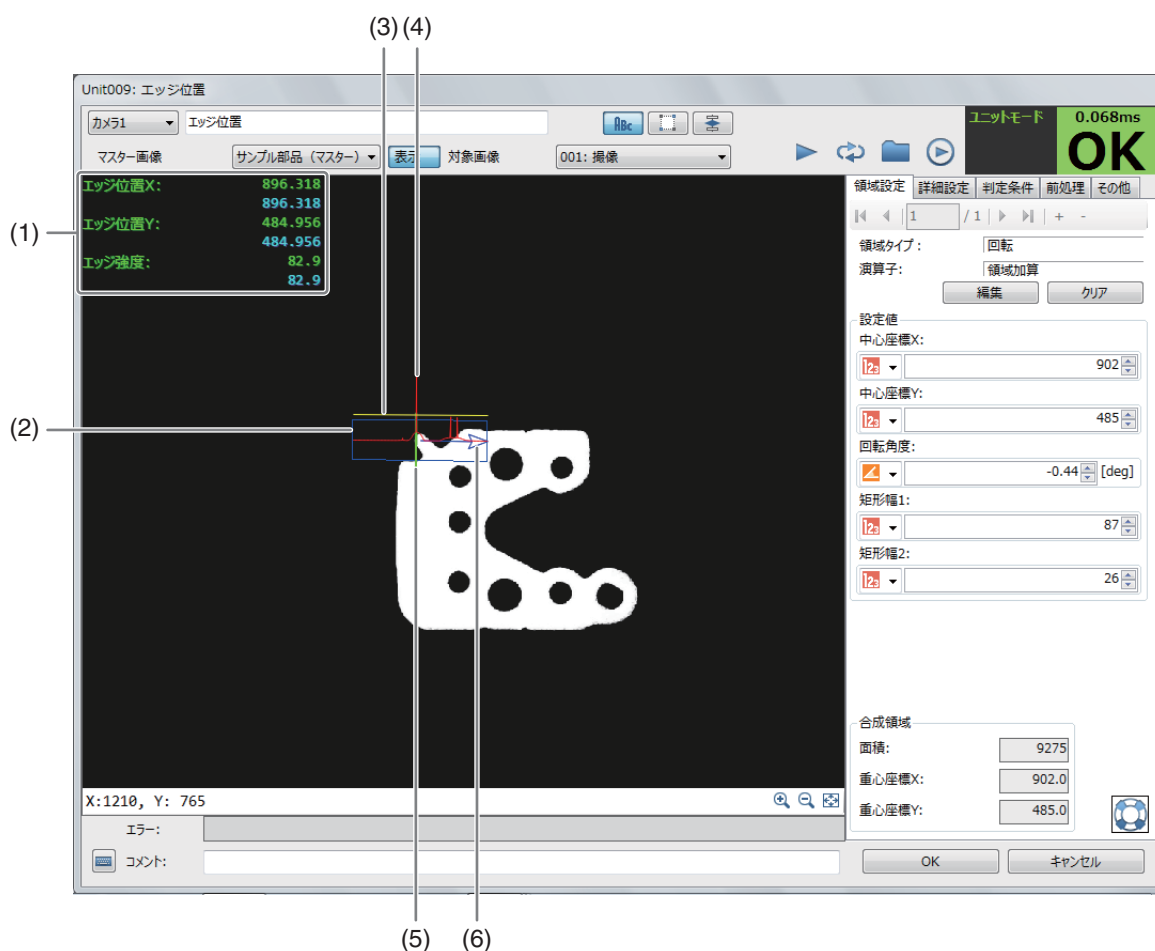 (3) (4)
Unit009: エッジ位置
カメラ1 エッジ位置 ABC ユニットモード 0.068ms
OK
マスター画像 サンプル部品（マスター） 表示 対象画像 001: 撮像
(1)
エッジ位置X: 896.318
896.318
エッジ位置Y: 484.956
484.956
エッジ強度: 82.9
82.9
(2)
領域設定 詳細設定 判定条件 前処理 その他
1 / 1 + -
領域タイプ : 回転
演算子: 領域加算
編集 クリア
設定値
中心座標X:
123 902
中心座標Y:
123 485
回転角度:
-0.44 [deg]
矩形幅1:
123 87
矩形幅2:
123 26
合成領域
面積: 9275
重心座標X: 902.0
重心座標Y: 485.0
X:1210, Y: 765
エラー:
コメント:
OK キャンセル
(5) (6)